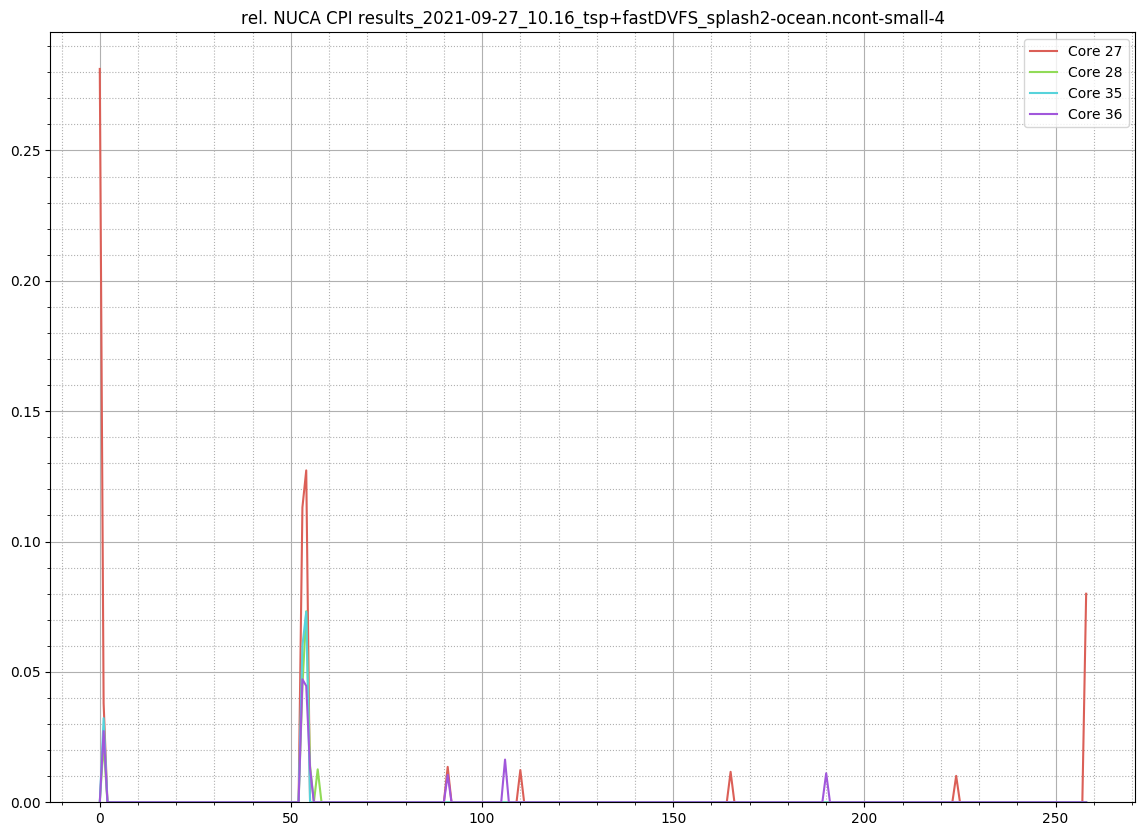 rel. NUCA CPI results_2021-09-27_10.16_tsp+fastDVFS_splash2-ocean.ncont-small-4
Core 27
Core 28
Core 35
Core 36
0.25
0.20
0.15
0.10
0.05
0.00
0 50 100 150 200 250